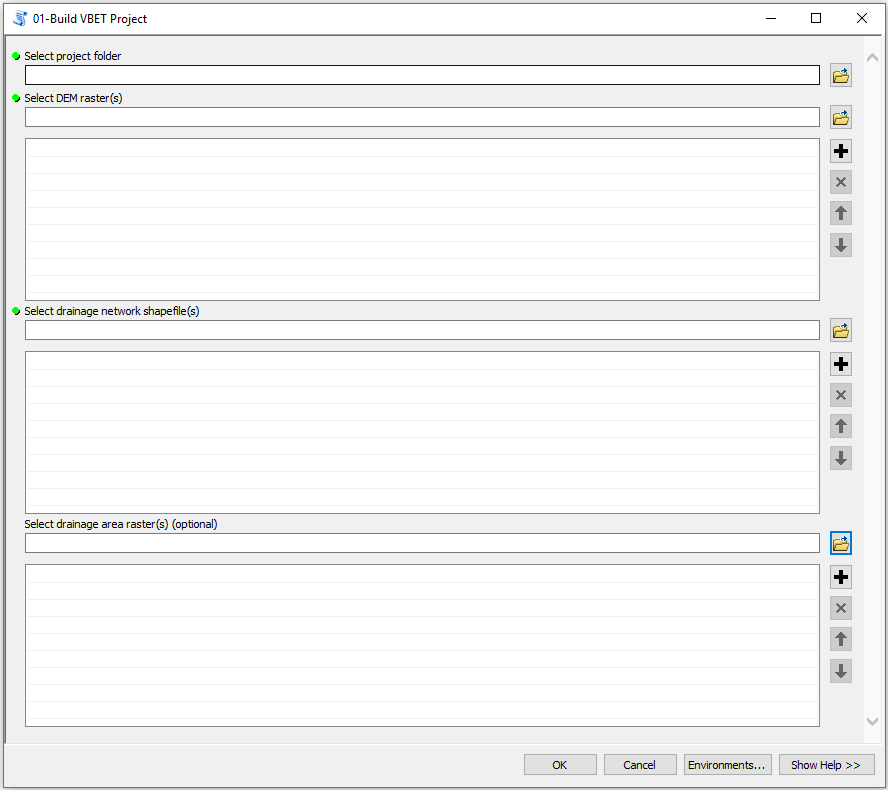 01-Build VBET Project
Select project folder
Select DEM raster(s)
Select drainage network shapefile(s)
Select drainage area raster(s) (optional)
OK
Cancel
Environments...
Show Help >>